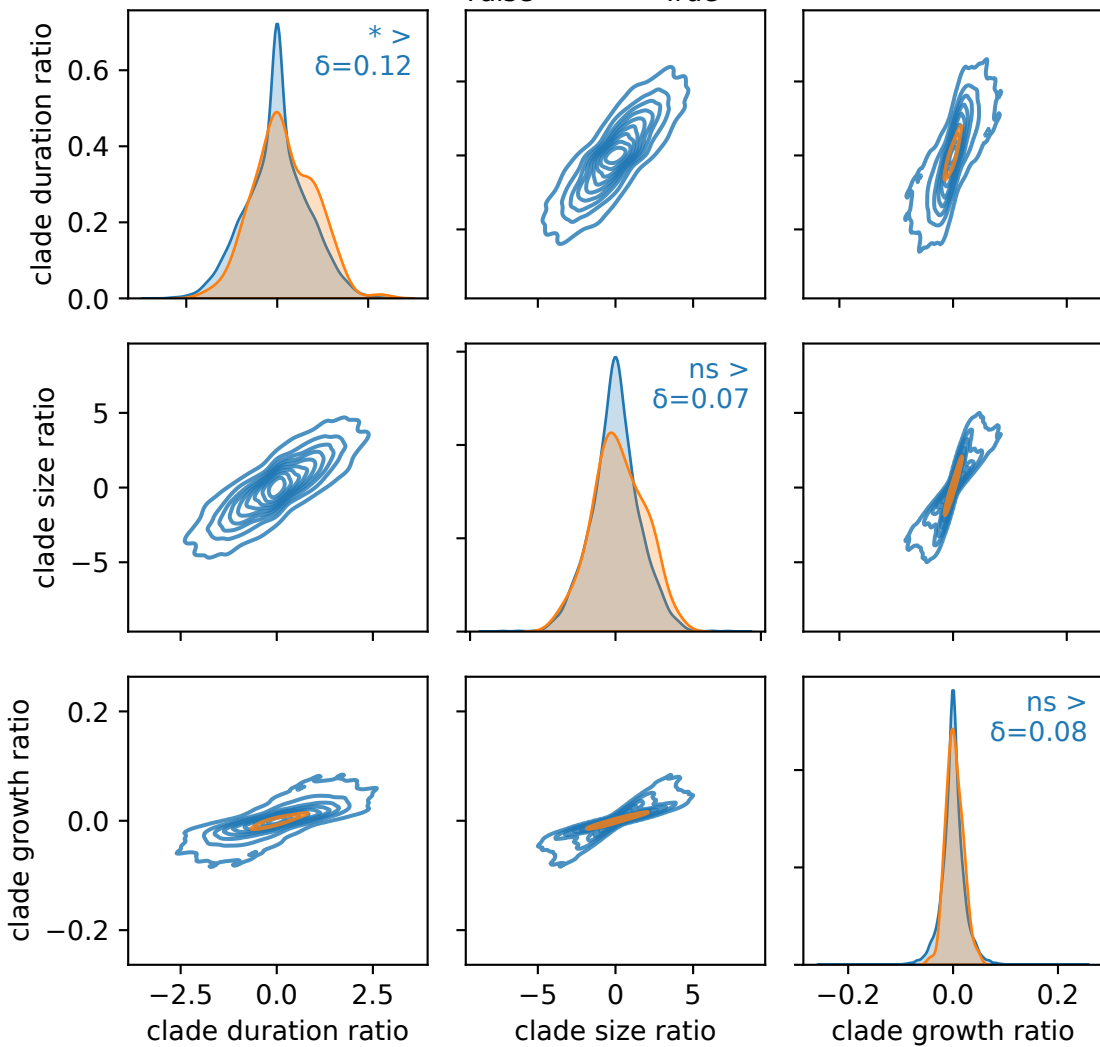 * >
δ=0.12
clade duration ratio
0.6
0.4
0.2
0.0
ns >
δ=0.07
clade size ratio
5
0
−5
ns >
δ=0.08
clade growth ratio
0.2
0.0
−0.2
−2.5 0.0 2.5
−5 0 5
−0.2 0.0 0.2
clade duration ratio
clade size ratio
clade growth ratio